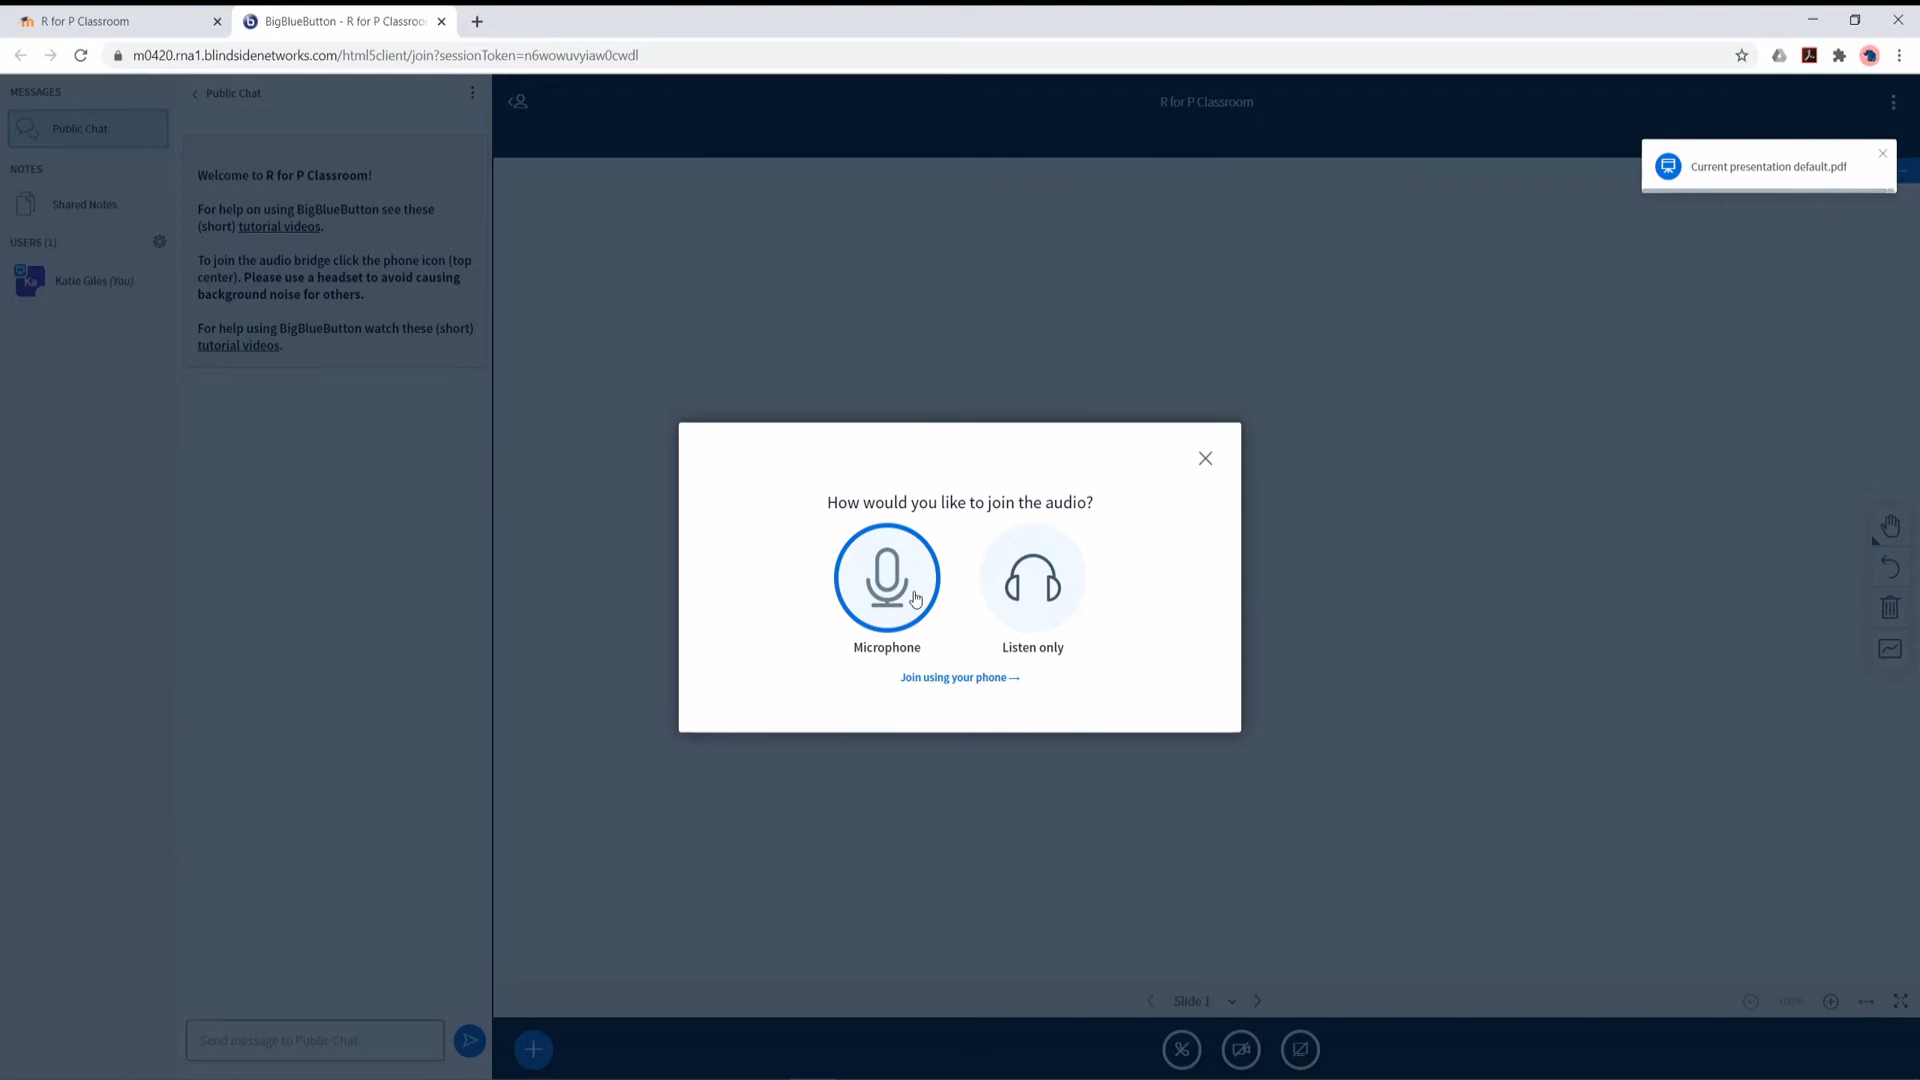 R for P Classroom
BigBlueButton - R for P Classroo
m0420.rna1.blindsidenetworks.com/html5client/join?sessionToken=n6wowuvyiaw0cwdl
MESSAGES
Public Chat
NOTES
Shared Notes
USERS (1)
Ka
Katie Giles (You)
Public Chat
Welcome to R for P Classroom!
For help on using BigBlueButton see these
(short) tutorial videos.
To join the audio bridge click the phone icon (top
center). Please use a headset to avoid causing
background noise for others.
For help using BigBlueButton watch these (short)
tutorial videos.
Send message to Public Chat
R for P Classroom
Current presentation default.pdf
How would you like to join the audio?
Microphone
Listen only
Join using your phone →
Slide 1
100%